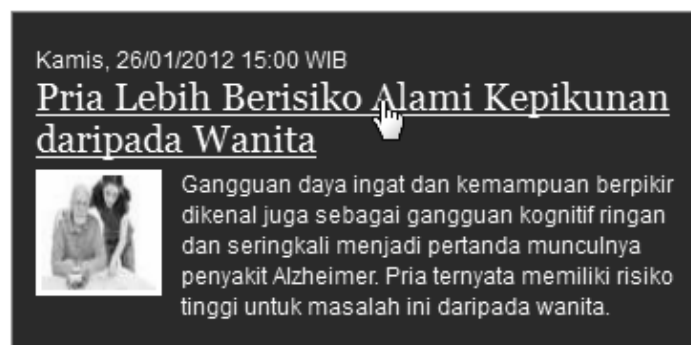 Kamis, 26/01/2012 15:00 WIB
Pria Lebih Berisiko Alami Kepikunan
daripada Wanita
Gangguan daya ingat dan kemampuan berpikir
dikenal juga sebagai gangguan kognitif ringan
dan seringkali menjadi pertanda munculnya
penyakit Alzheimer. Pria ternyata memiliki risiko
tinggi untuk masalah ini daripada wanita.